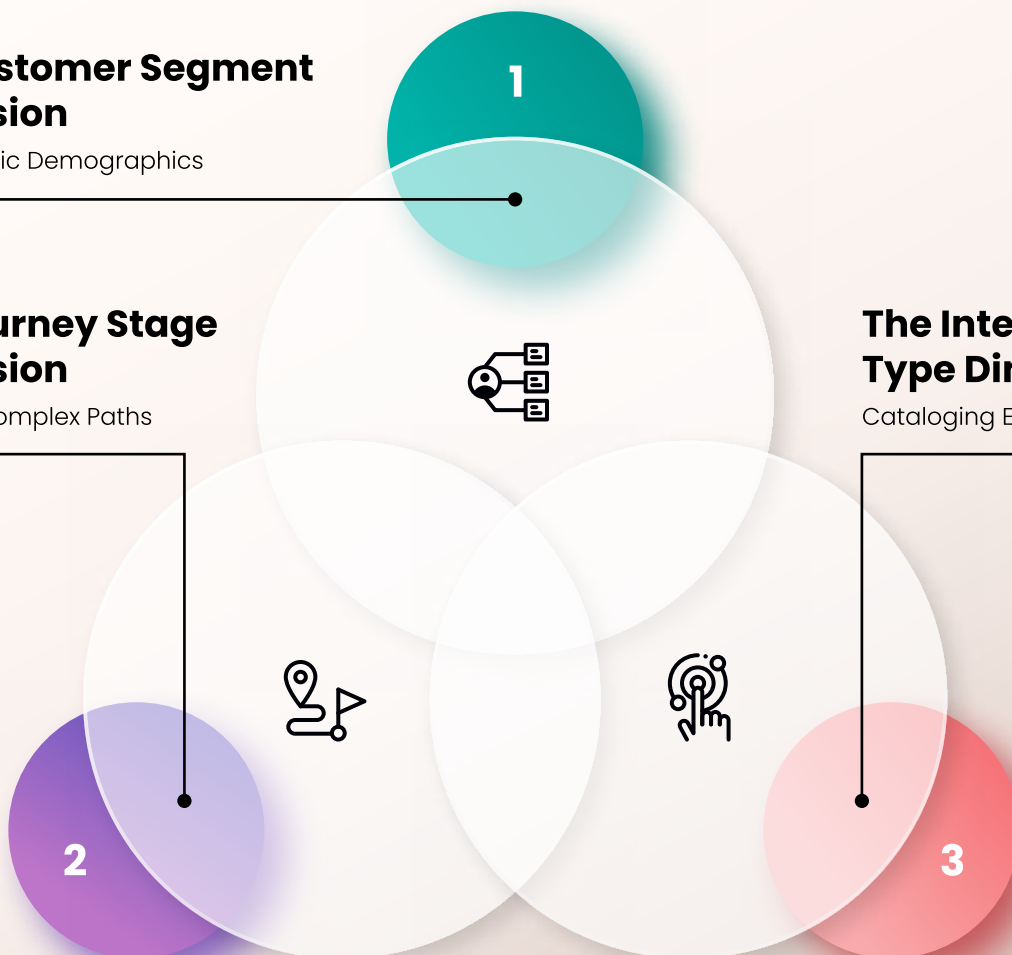 1
stomer Segment
sion
ic Demographics
urney Stage
sion
omplex Paths
The Inte
Type Di
Cataloging E
2
3